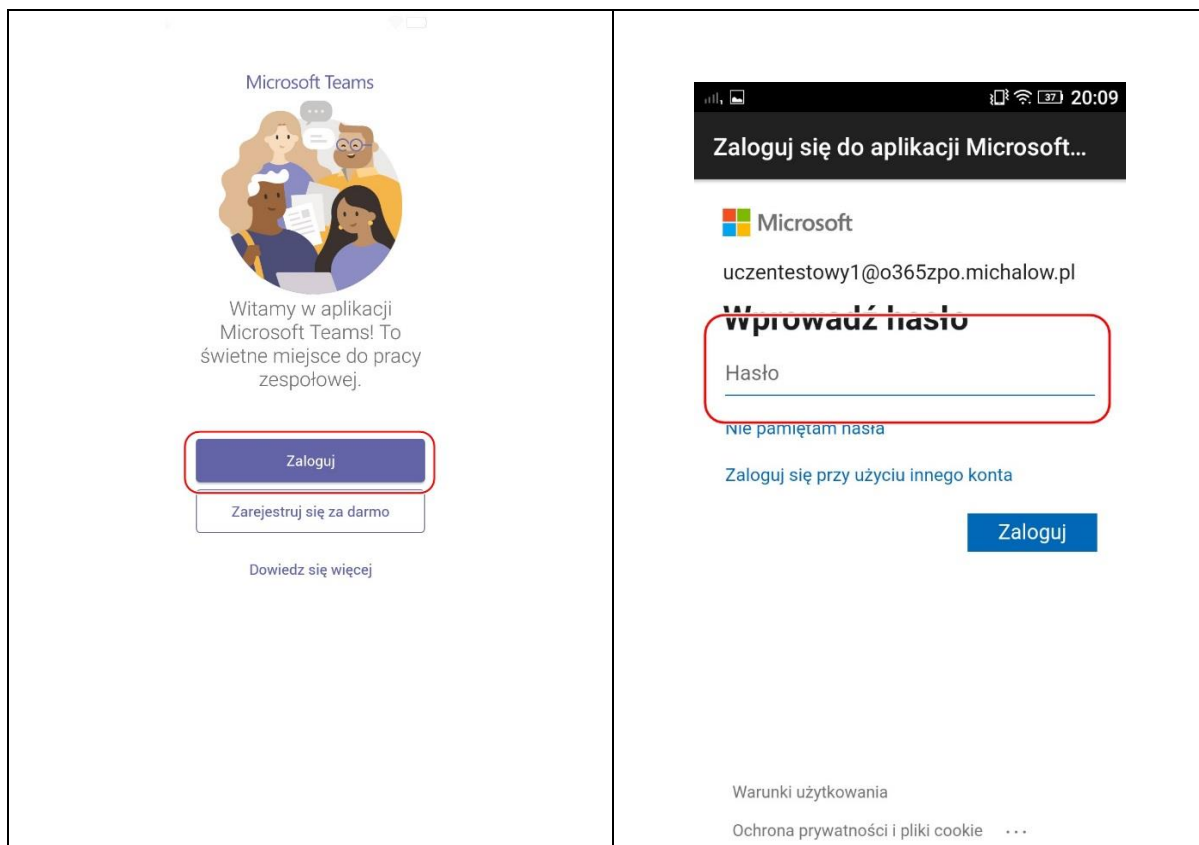 Microsoft Teams
Witamy w aplikacji
Microsoft Teams! To
świetne miejsce do pracy
zespołowej.
Zaloguj
Zarejestruj się za darmo
Dowiedz się więcej
37 20:09
Zaloguj się do aplikacji Microsoft...
Microsoft
uczentestowy1@o365zpo.michalow.pl
Wprowadź hasło
Hasło
Nie pamiętam hasła
Zaloguj się przy użyciu innego konta
Zaloguj
Warunki użytkowania
Ochrona prywatności i pliki cookie ...